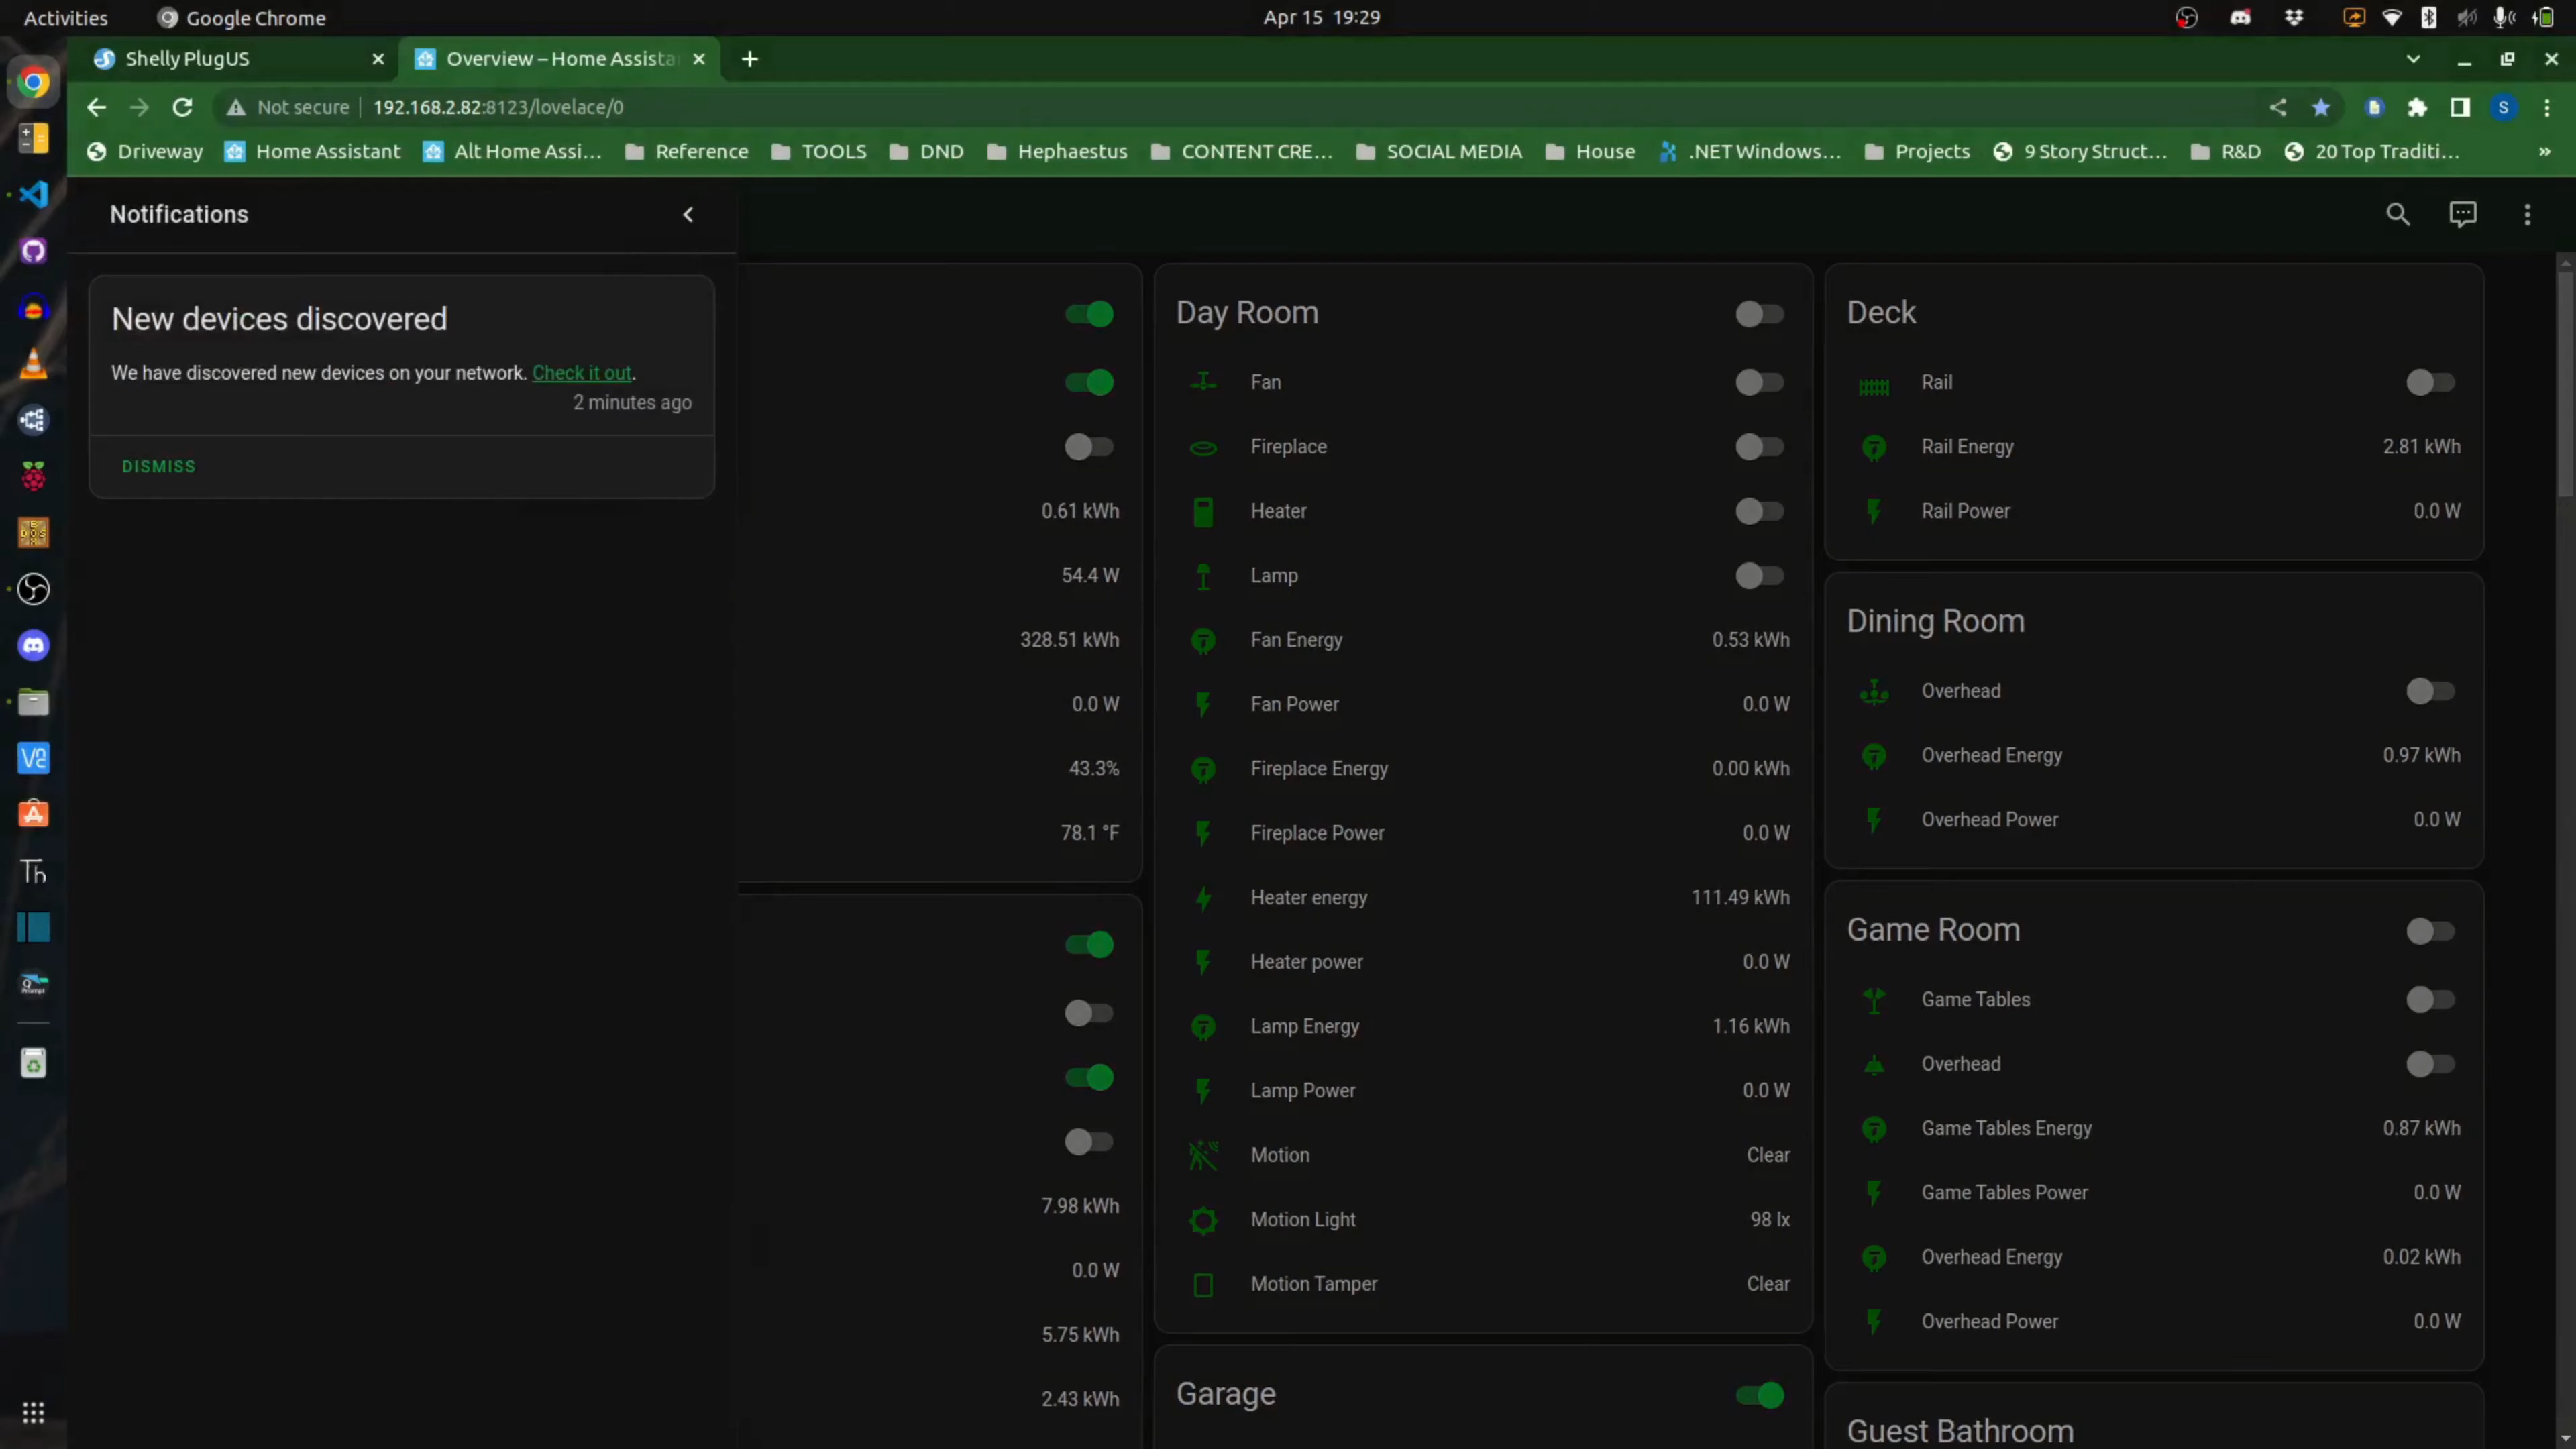 Activities
Google Chrome
Apr 15 19:29
Shelly PlugUS
Overview – Home Assista
Not secure
192.168.2.82:8123/lovelace/0
Driveway
Home Assistant
Alt Home Assi...
Reference
TOOLS
DND
Hephaestus
CONTENT CRE...
SOCIAL MEDIA
House
.NET Windows...
Projects
9 Story Struct...
R&D
20 Top Traditi...
»
S
Notifications
New devices discovered
We have discovered new devices on your network. Check it out.
2 minutes ago
DISMISS
0.61 kWh
54.4 W
328.51 kWh
0.0 W
43.3%
78.1 °F
7.98 kWh
0.0 W
5.75 kWh
2.43 kWh
Day Room
Fan
Fireplace
Heater
Lamp
Fan Energy 0.53 kWh
Fan Power 0.0 W
Fireplace Energy 0.00 kWh
Fireplace Power 0.0 W
Heater energy 111.49 kWh
Heater power 0.0 W
Lamp Energy 1.16 kWh
Lamp Power 0.0 W
Motion Clear
Motion Light 98 lx
Motion Tamper Clear
Garage
Deck
Rail
Rail Energy 2.81 kWh
Rail Power 0.0 W
Dining Room
Overhead
Overhead Energy 0.97 kWh
Overhead Power 0.0 W
Game Room
Game Tables
Overhead
Game Tables Energy 0.87 kWh
Game Tables Power 0.0 W
Overhead Energy 0.02 kWh
Overhead Power 0.0 W
Guest Bathroom
V2
Th